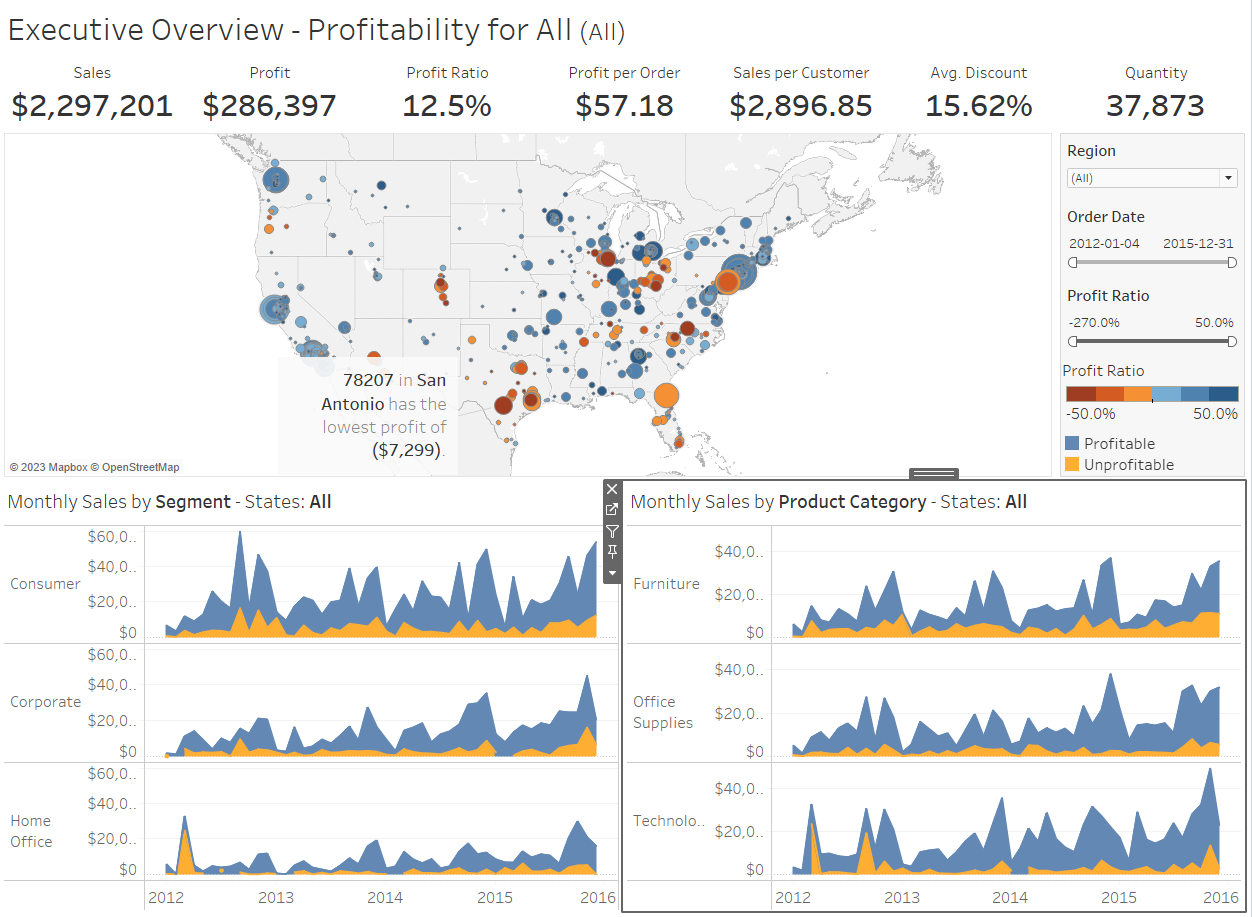 Executive Overview - Profitability for All (All)
Sales Profit Profit Ratio Profit per Order Sales per Customer Avg. Discount Quantity
$2,297,201 $286,397 12.5% $57.18 $2,896.85 15.62% 37,873
Region
(All)
Order Date
2012-01-04 2015-12-31
Profit Ratio
-270.0% 50.0%
Profit Ratio
-50.0% 50.0%
Profitable
Unprofitable
78207 in San
Antonio has the
lowest profit of
($7,299).
© 2023 Mapbox © OpenStreetMap
Monthly Sales by Segment - States: All
$60,0..
Consumer
$40,0..
$20,0..
$0
$60,0..
Corporate
$40,0..
$20,0..
$0
$60,0..
Home
Office
$40,0..
$20,0..
$0
2012 2013 2014 2015 2016
Monthly Sales by Product Category - States: All
Furniture
$40,0..
$20,0..
$0
Office
Supplies
$40,0..
$20,0..
$0
Technolo..
$40,0..
$20,0..
$0
2012 2013 2014 2015 2016